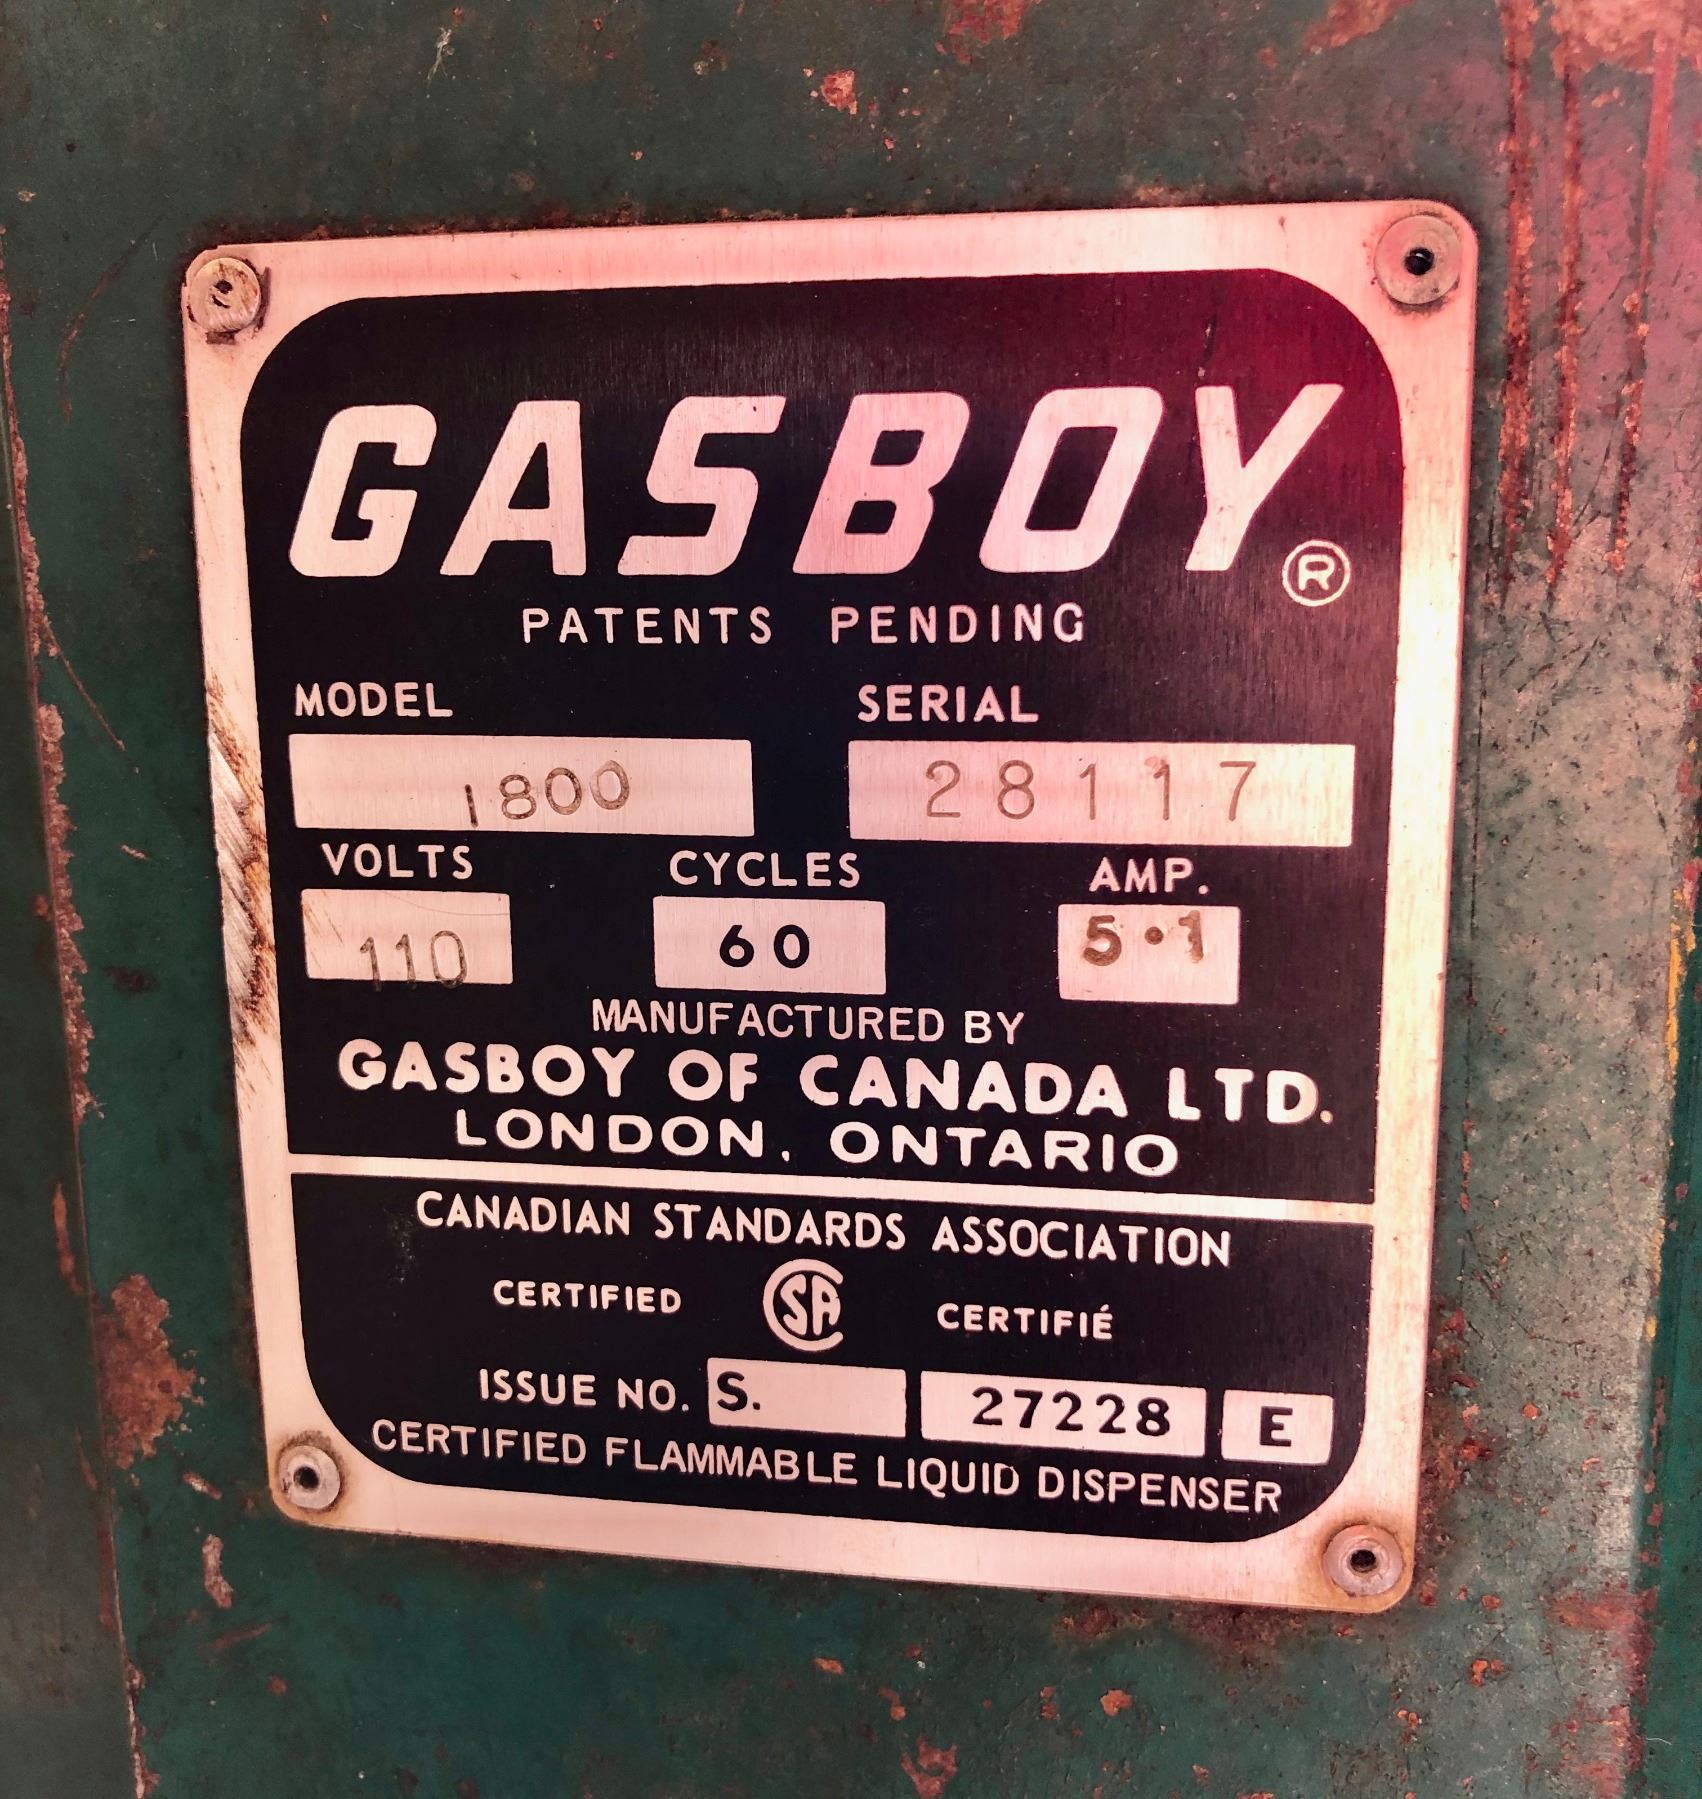 GASBOY®
PATENTS PENDING
MODEL SERIAL
1800 28117
VOLTS CYCLES AMP.
110 60 5.1
MANUFACTURED BY
GASBOY OF CANADA LTD.
LONDON, ONTARIO
CANADIAN STANDARDS ASSOCIATION
CERTIFIED CSA CERTIFIÉ
ISSUE NO. S. 27228 E
CERTIFIED FLAMMABLE LIQUID DISPENSER